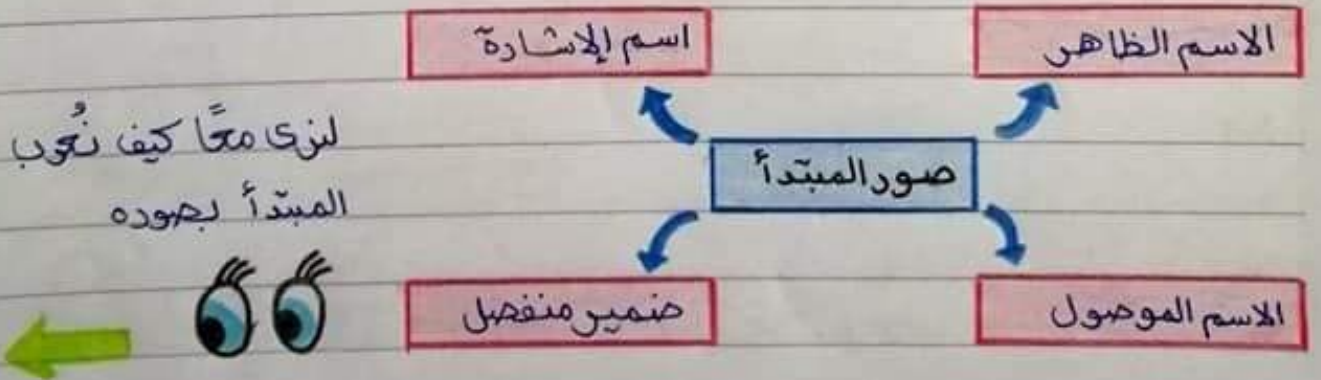 الاسم الظاهر
اسم الإشارة
صور المبتدأ
لنرى معًا كيف نُعرب
المبتدأ بصوره
الاسم الموصول
ضمير منفصل